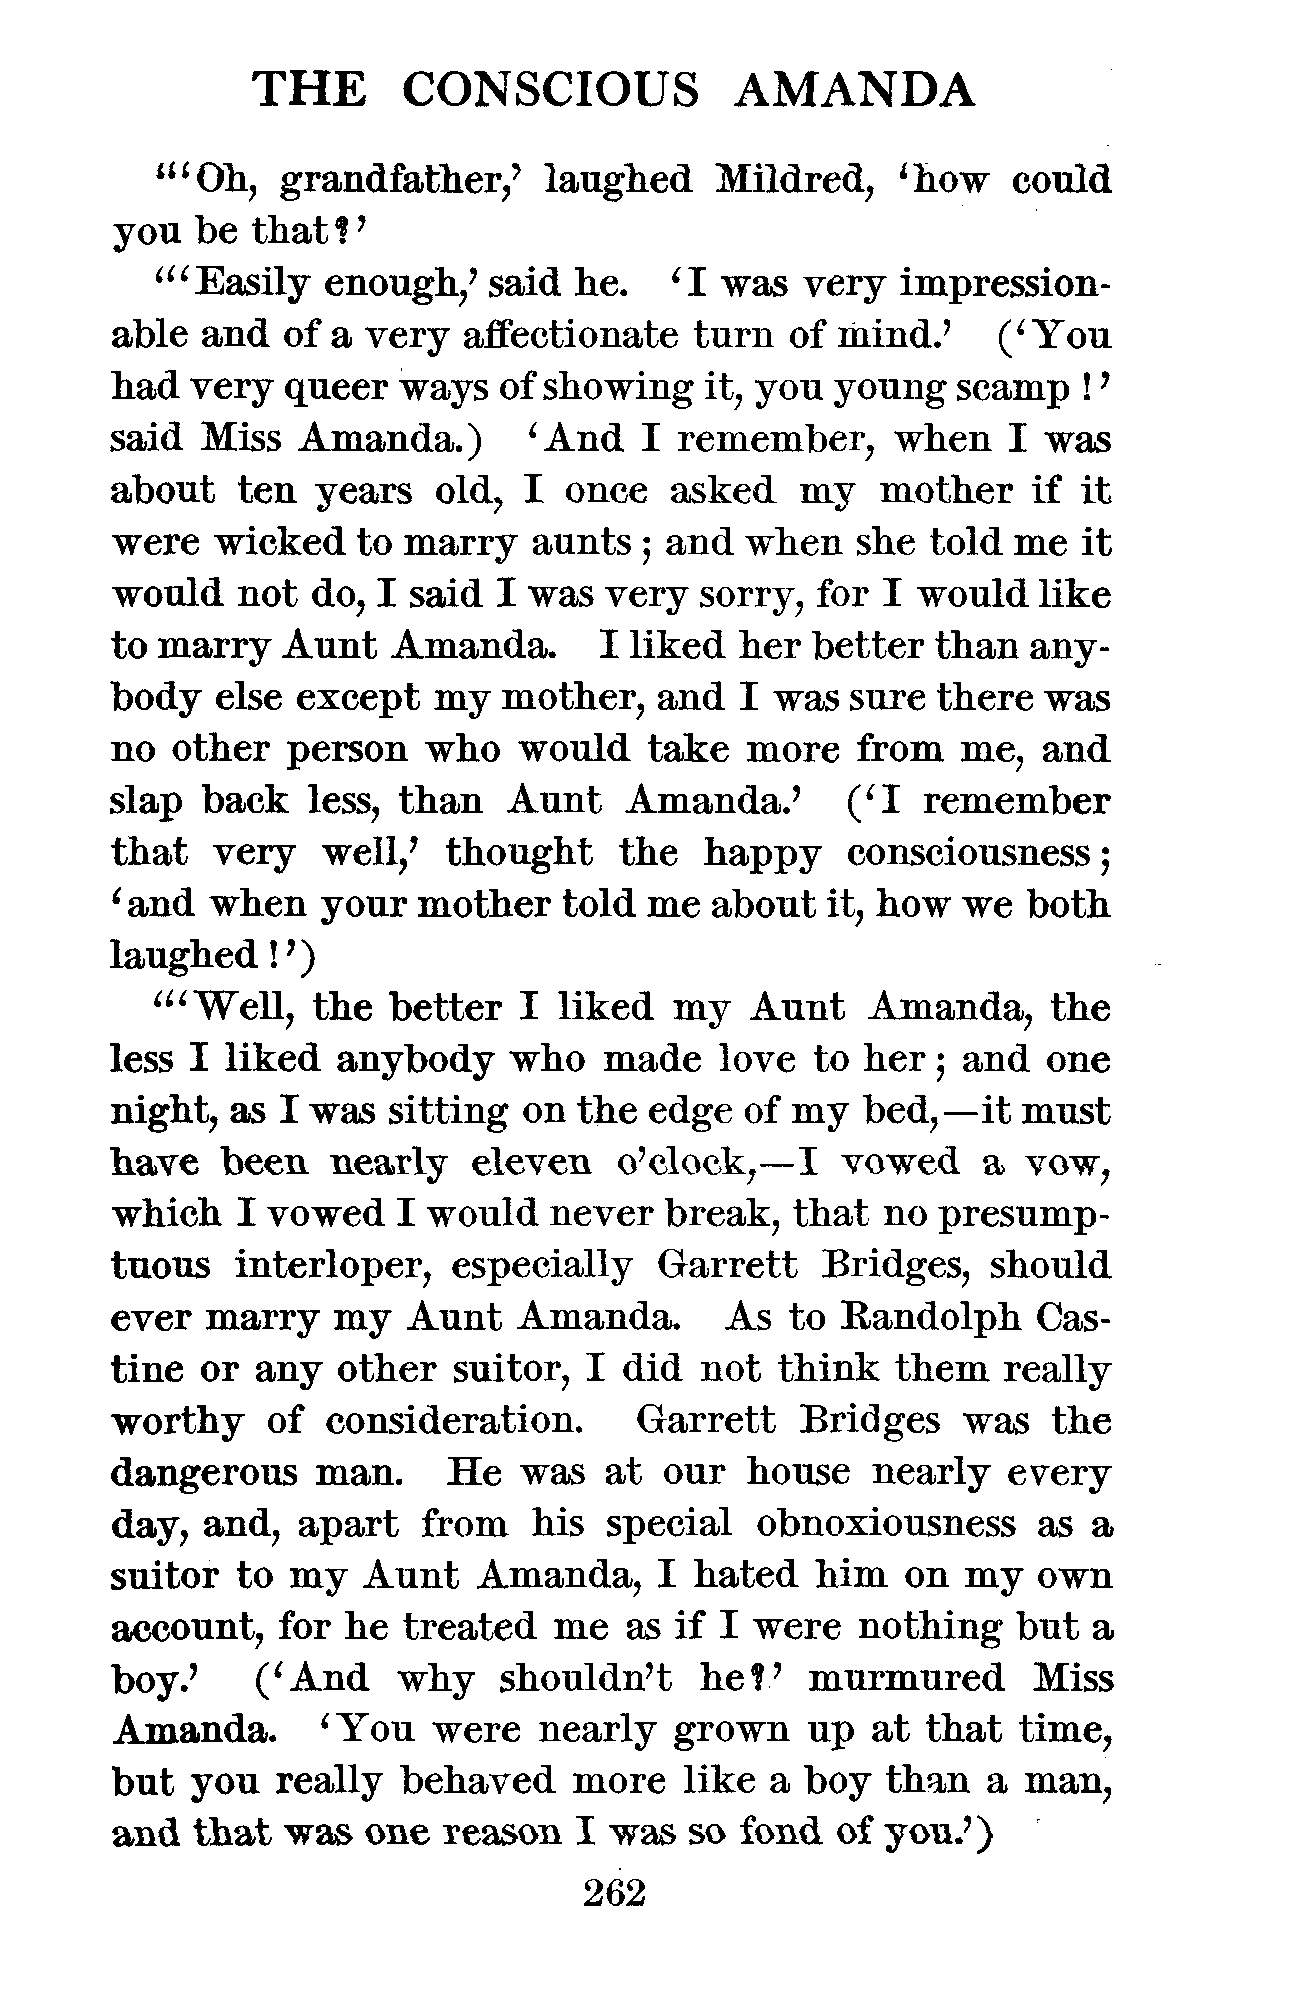 THE CONSCIOUS AMANDA
"'Oh, grandfather,' laughed Mildred, 'how could
you be that?'
"'Easily enough,' said he. 'I was very impression-
able and of a very affectionate turn of mind.' ('You
had very queer ways of showing it, you young scamp!'
said Miss Amanda.) 'And I remember, when I was
about ten years old, I once asked my mother if it
were wicked to marry aunts; and when she told me it
would not do, I said I was very sorry, for I would like
to marry Aunt Amanda. I liked her better than any-
body else except my mother, and I was sure there was
no other person who would take more from me, and
slap back less, than Aunt Amanda.' ('I remember
that very well,' thought the happy consciousness;
'and when your mother told me about it, how we both
laughed!')
"'Well, the better I liked my Aunt Amanda, the
less I liked anybody who made love to her; and one
night, as I was sitting on the edge of my bed,—it must
have been nearly eleven o'clock,—I vowed a vow,
which I vowed I would never break, that no presump-
tuous interloper, especially Garrett Bridges, should
ever marry my Aunt Amanda. As to Randolph Cas-
tine or any other suitor, I did not think them really
worthy of consideration. Garrett Bridges was the
dangerous man. He was at our house nearly every
day, and, apart from his special obnoxiousness as a
suitor to my Aunt Amanda, I hated him on my own
account, for he treated me as if I were nothing but a
boy.' ('And why shouldn't he?' murmured Miss
Amanda. 'You were nearly grown up at that time,
but you really behaved more like a boy than a man,
and that was one reason I was so fond of you.')
262